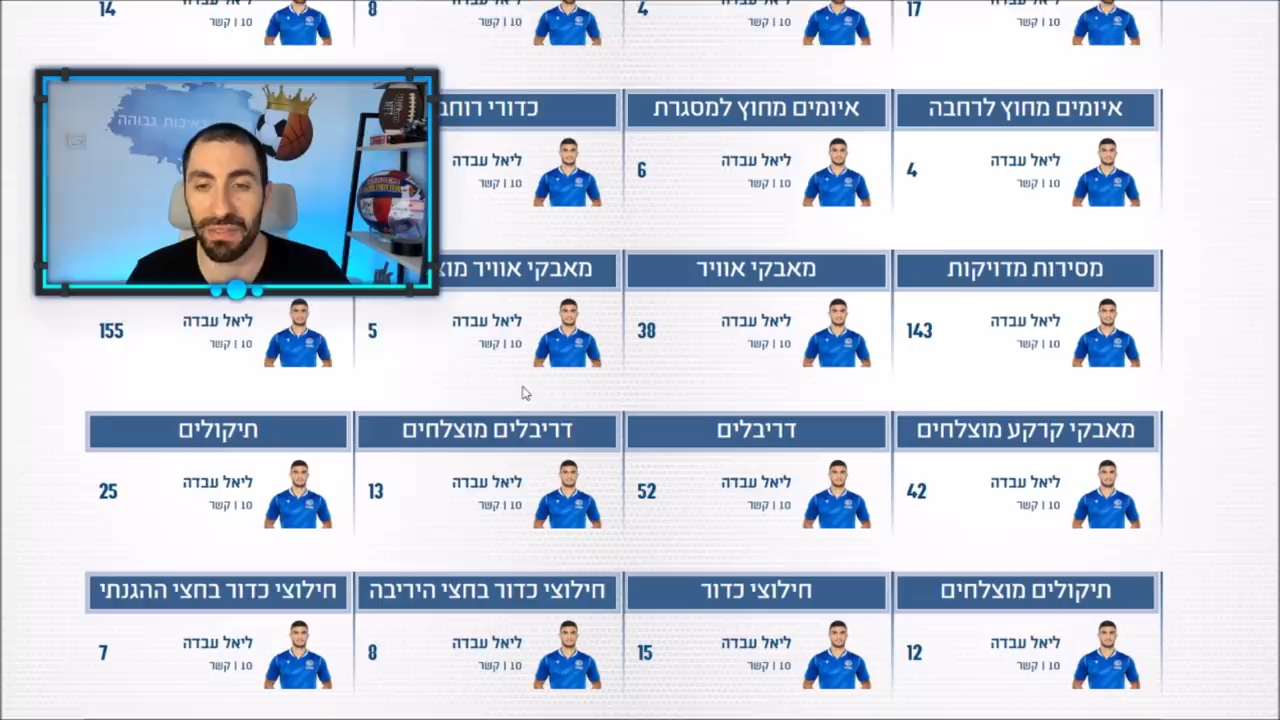 17
10 | קשר
4
10 | קשר
8
10 | קשר
14
10 | קשר
איומים מחוץ לרחבה
איומים מחוץ למסגרת
כדורי רוחב
איכות גבוהה
ליאל עבדה
10 | קשר
4
ליאל עבדה
10 | קשר
6
ליאל עבדה
10 | קשר
מסירות מדויקות
מאבקי אוויר
מאבקי אוויר
ליאל עבדה
10 | קשר
143
ליאל עבדה
10 | קשר
38
ליאל עבדה
10 | קשר
5
ליאל עבדה
10 | קשר
155
מאבקי קרקע מוצלחים
דריבלים
דריבלים מוצלחים
תיקולים
ליאל עבדה
10 | קשר
42
ליאל עבדה
10 | קשר
52
ליאל עבדה
10 | קשר
13
ליאל עבדה
10 | קשר
25
תיקולים מוצלחים
חילוצי כדור
חילוצי כדור בחצי היריבה
חילוצי כדור בחצי ההגנתי
ליאל עבדה
10 | קשר
12
ליאל עבדה
10 | קשר
15
ליאל עבדה
10 | קשר
8
ליאל עבדה
10 | קשר
7